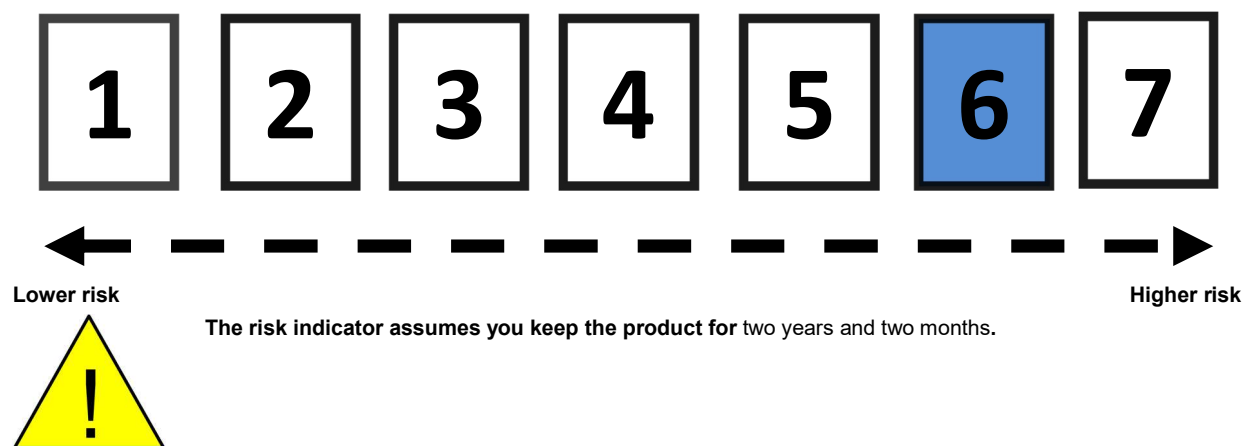 1 2 3 4 5 6 7
Lower risk Higher risk
The risk indicator assumes you keep the product for two years and two months.
!